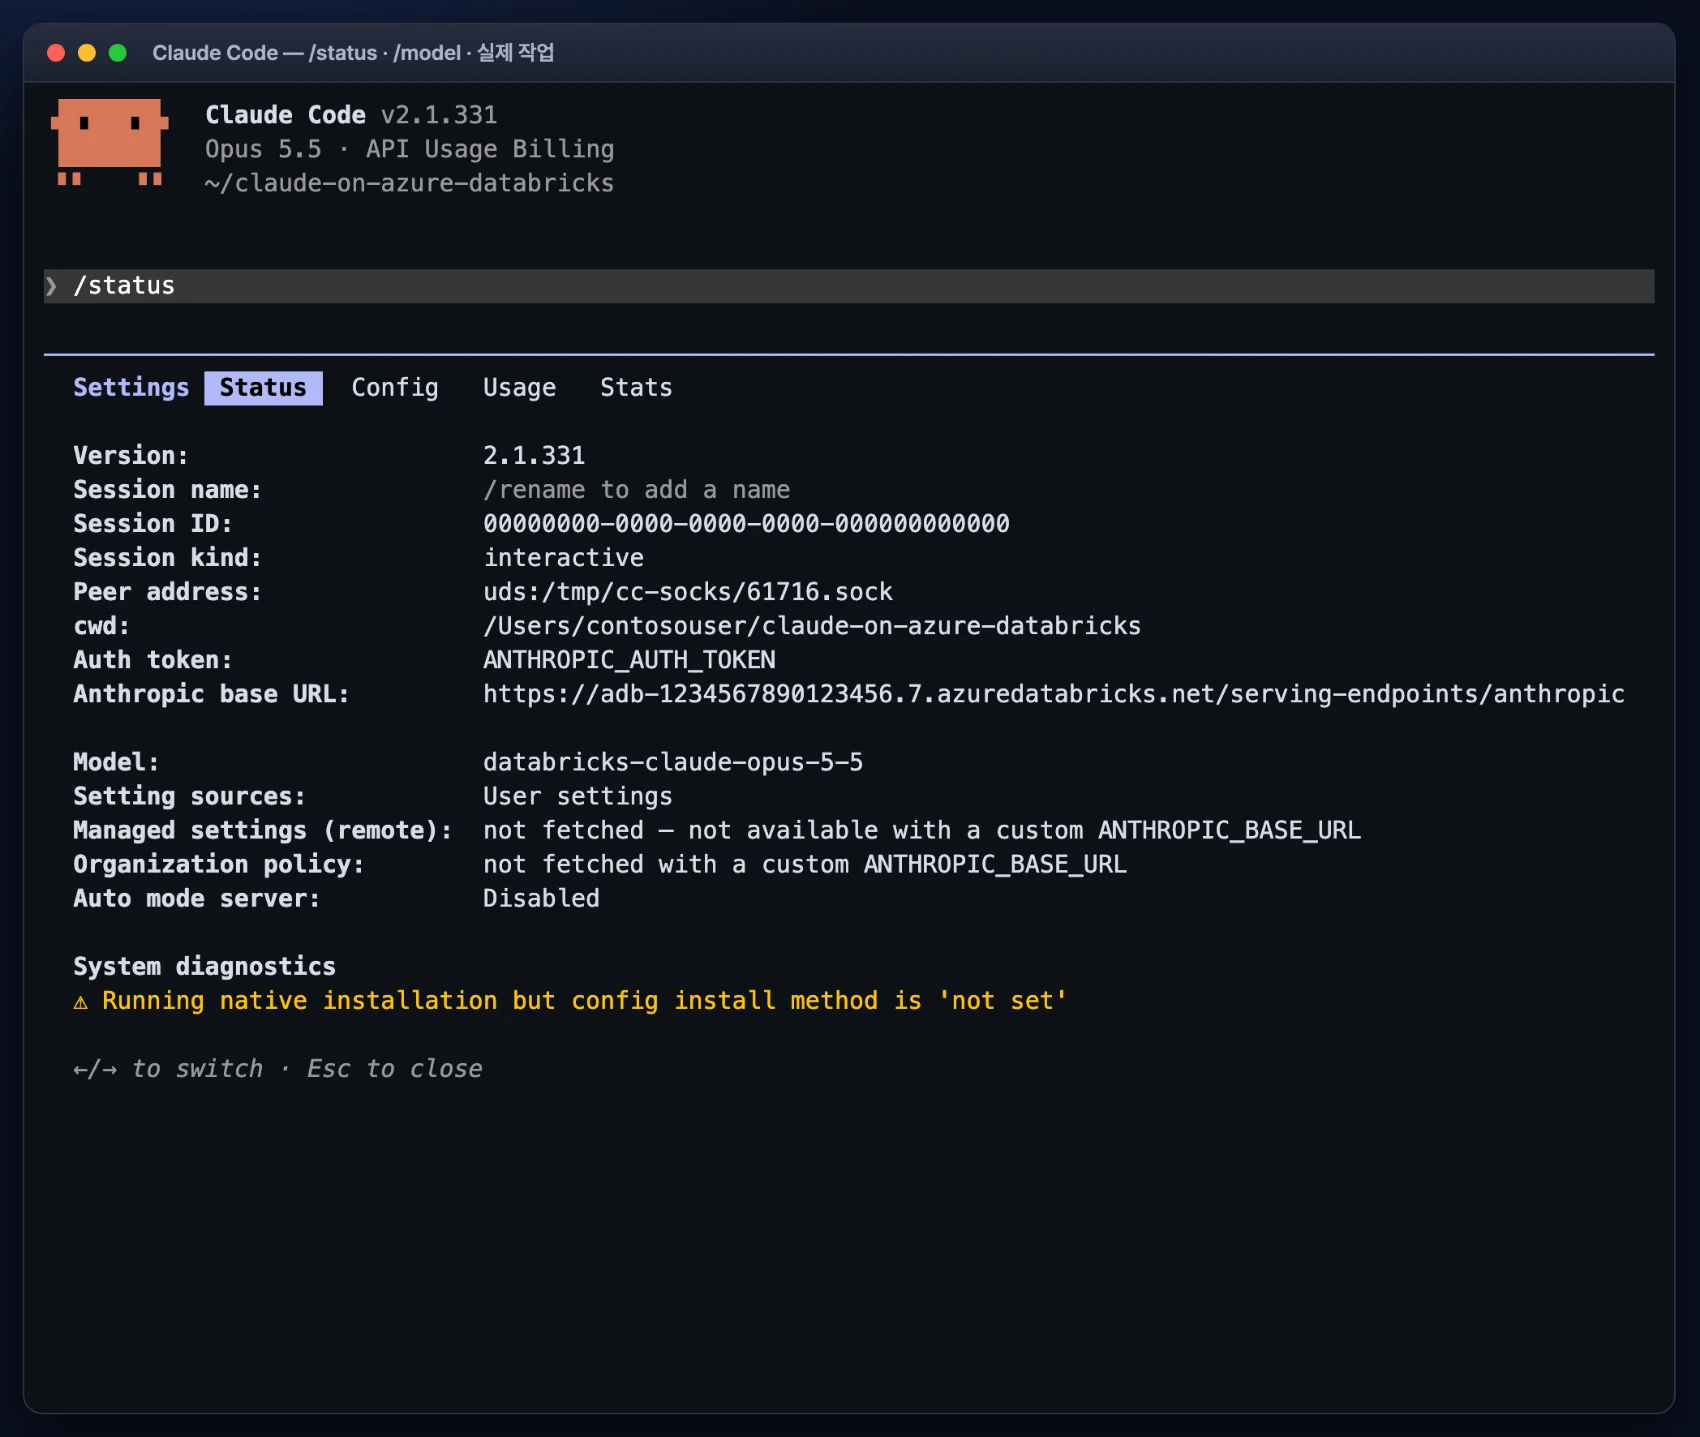 Claude Code — /status · /model · 실제 작업
Claude Code v2.1.331
Opus 5.5 · API Usage Billing
~/claude-on-azure-databricks
❯ /status
Settings Status Config Usage Stats
Version: 2.1.331
Session name: /rename to add a name
Session ID: 00000000-0000-0000-0000-000000000000
Session kind: interactive
Peer address: uds:/tmp/cc-socks/61716.sock
cwd: /Users/contosouser/claude-on-azure-databricks
Auth token: ANTHROPIC_AUTH_TOKEN
Anthropic base URL: https://adb-1234567890123456.7.azuredatabricks.net/serving-endpoints/anthropic
Model: databricks-claude-opus-5-5
Setting sources: User settings
Managed settings (remote): not fetched — not available with a custom ANTHROPIC_BASE_URL
Organization policy: not fetched with a custom ANTHROPIC_BASE_URL
Auto mode server: Disabled
System diagnostics
⚠ Running native installation but config install method is 'not set'
←/→ to switch · Esc to close